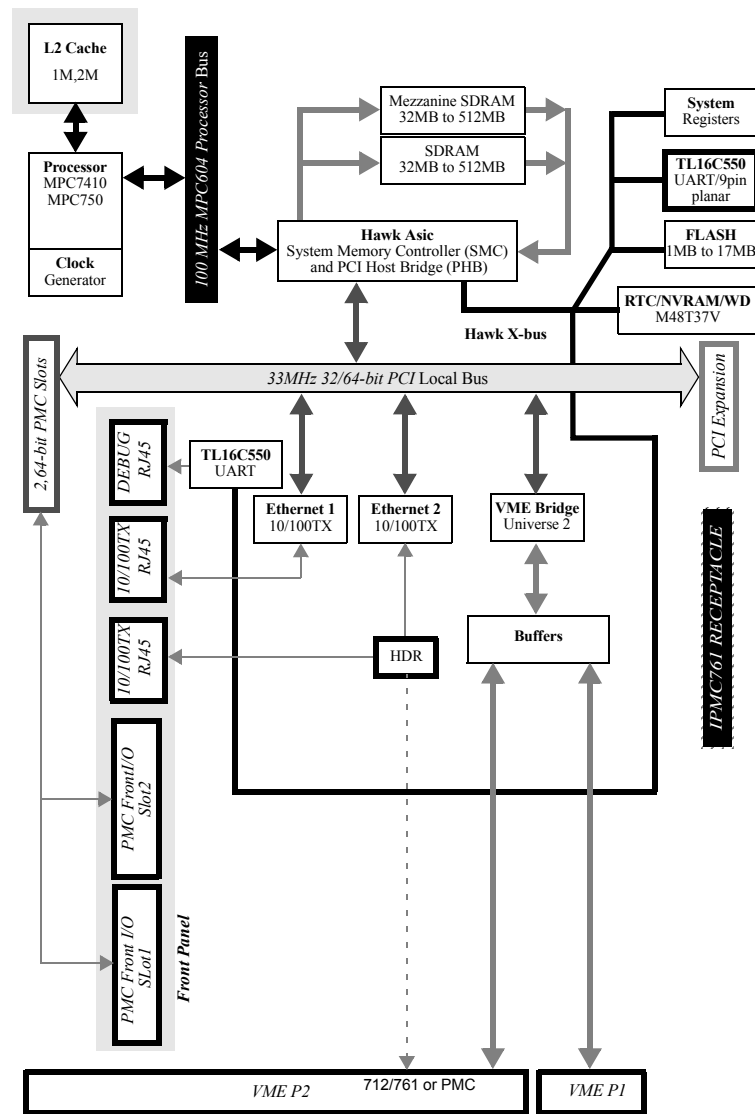 L2 Cache
1M,2M
Processor
MPC7410
MPC750
Clock
Generator
100 MHz MPC604 Processor Bus
Mezzanine SDRAM
32MB to 512MB
SDRAM
32MB to 512MB
Hawk Asic
System Memory Controller (SMC)
and PCI Host Bridge (PHB)
System
Registers
TL16C550
UART/9pin
planar
FLASH
1MB to 17MB
RTC/NVRAM/WD
M48T37V
Hawk X-bus
33MHz 32/64-bit PCI Local Bus
2,64-bit PMC Slots
PCI Expansion
DEBUG
RJ45
TL16C550
UART
Ethernet 1
10/100TX
Ethernet 2
10/100TX
VME Bridge
Universe 2
10/100TX
RJ45
10/100TX
RJ45
HDR
Buffers
IPMC761 RECEPTACLE
PMC FrontI/O
Slot2
PMC Front I/O
SLot1
Front Panel
VME P2
712/761 or PMC
VME P1